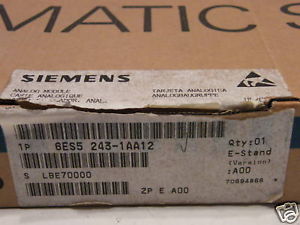 MATIC S
SIEMENS
ANALOG MODULE
CARTE ANALOGIQUE
TARJETA ANALOGICA
ANALOGBAUGRUPPE
ANAL.
1P 6ES5 243-1AA12
Qty:01
E-Stand
(Version)
:A00
S LBE70000
ZP E A00